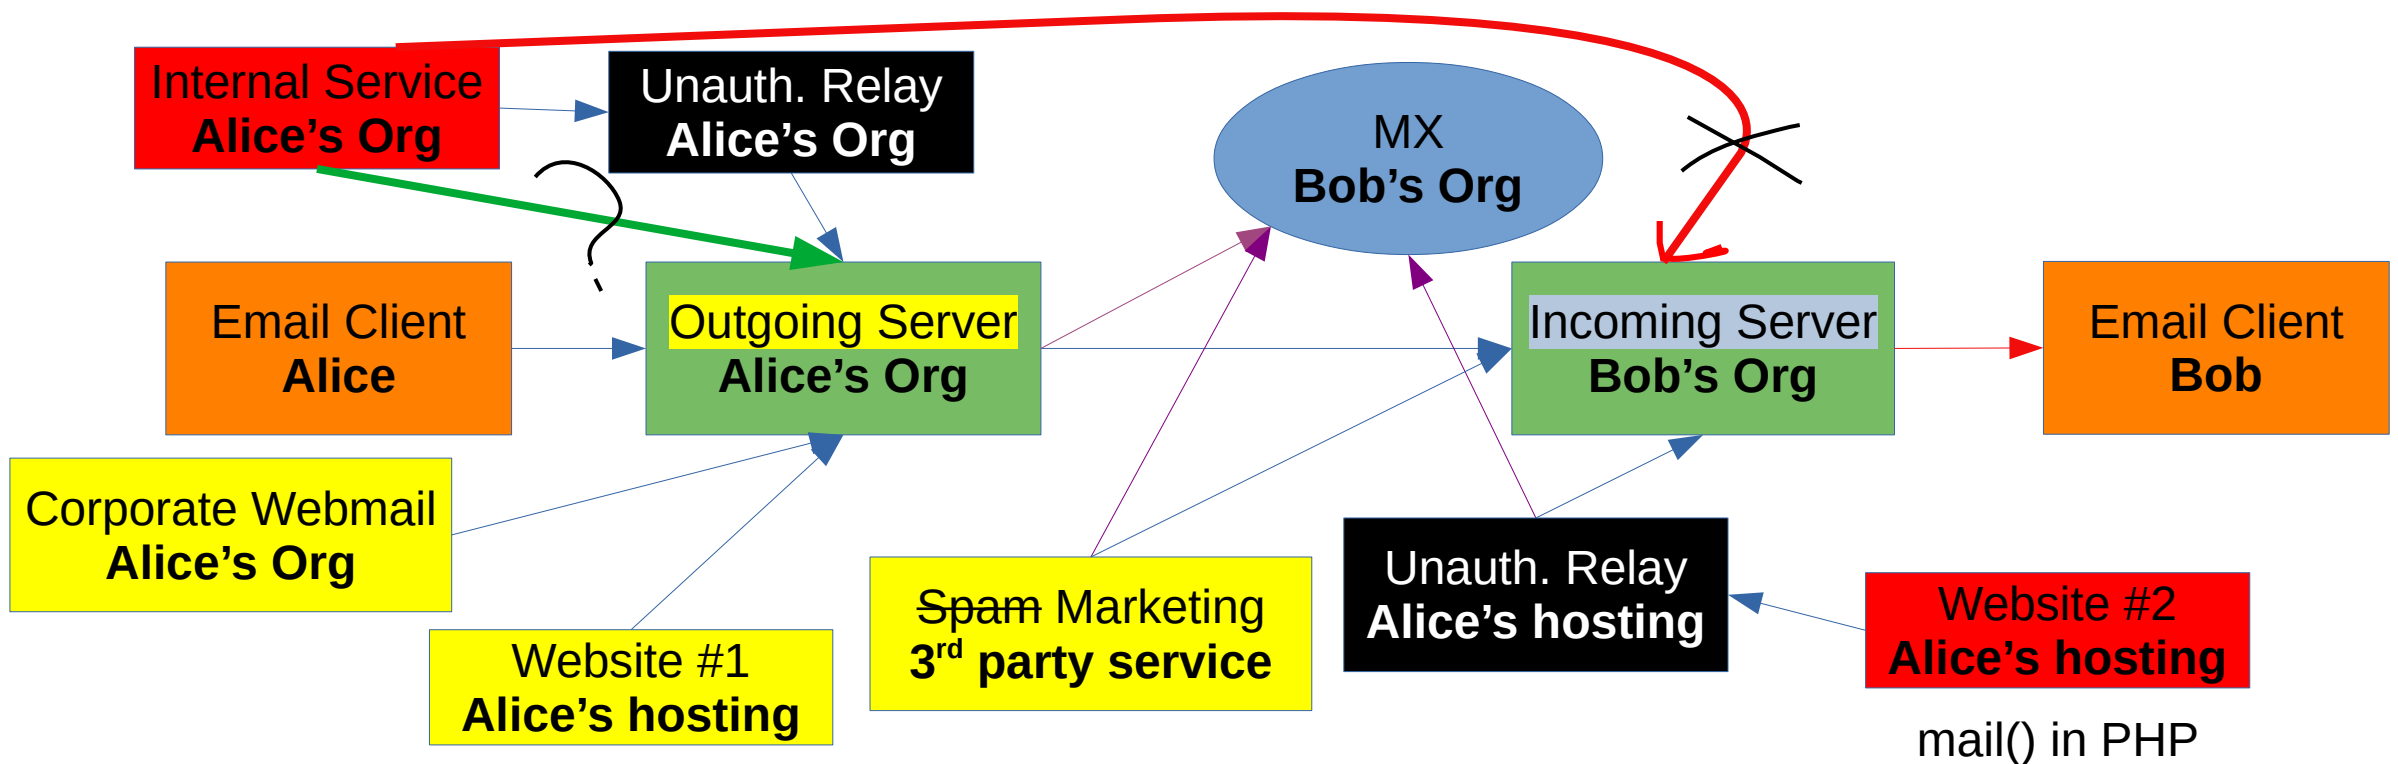 Internal Service
Alice’s Org
Unauth. Relay
Alice’s Org
MX
Bob’s Org
Email Client
Alice
Outgoing Server
Alice’s Org
Incoming Server
Bob’s Org
Email Client
Bob
Corporate Webmail
Alice’s Org
Website #1
Alice’s hosting
Spam Marketing
3rd party service
Unauth. Relay
Alice’s hosting
Website #2
Alice’s hosting
mail() in PHP